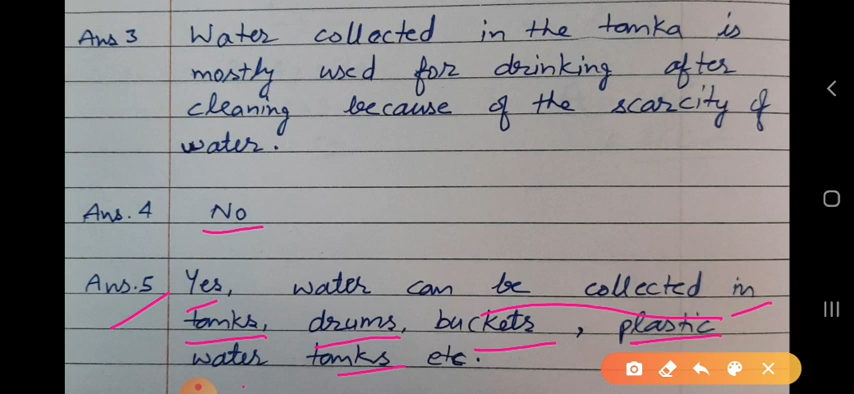 Ans 3 Water collected in the tanka is
mostly used for drinking after
cleaning because of the scarcity of
water.
Ans. 4 No
Ans. 5 Yes, water can be collected in
tanks, drums, buckets, plastic
water tanks etc.